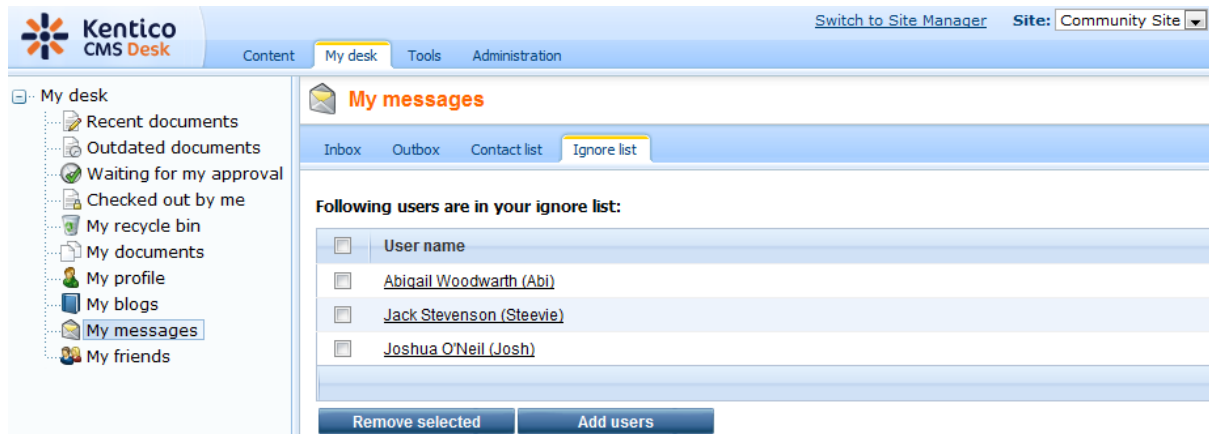 Kentico
CMS Desk
Switch to Site Manager Site: Community Site
Content My desk Tools Administration
My desk
Recent documents
Outdated documents
Waiting for my approval
Checked out by me
My recycle bin
My documents
My profile
My blogs
My messages
My friends
My messages
Inbox Outbox Contact list Ignore list
Following users are in your ignore list:
User name
Abigail Woodwarth (Abi)
Jack Stevenson (Steevie)
Joshua O'Neil (Josh)
Remove selected Add users